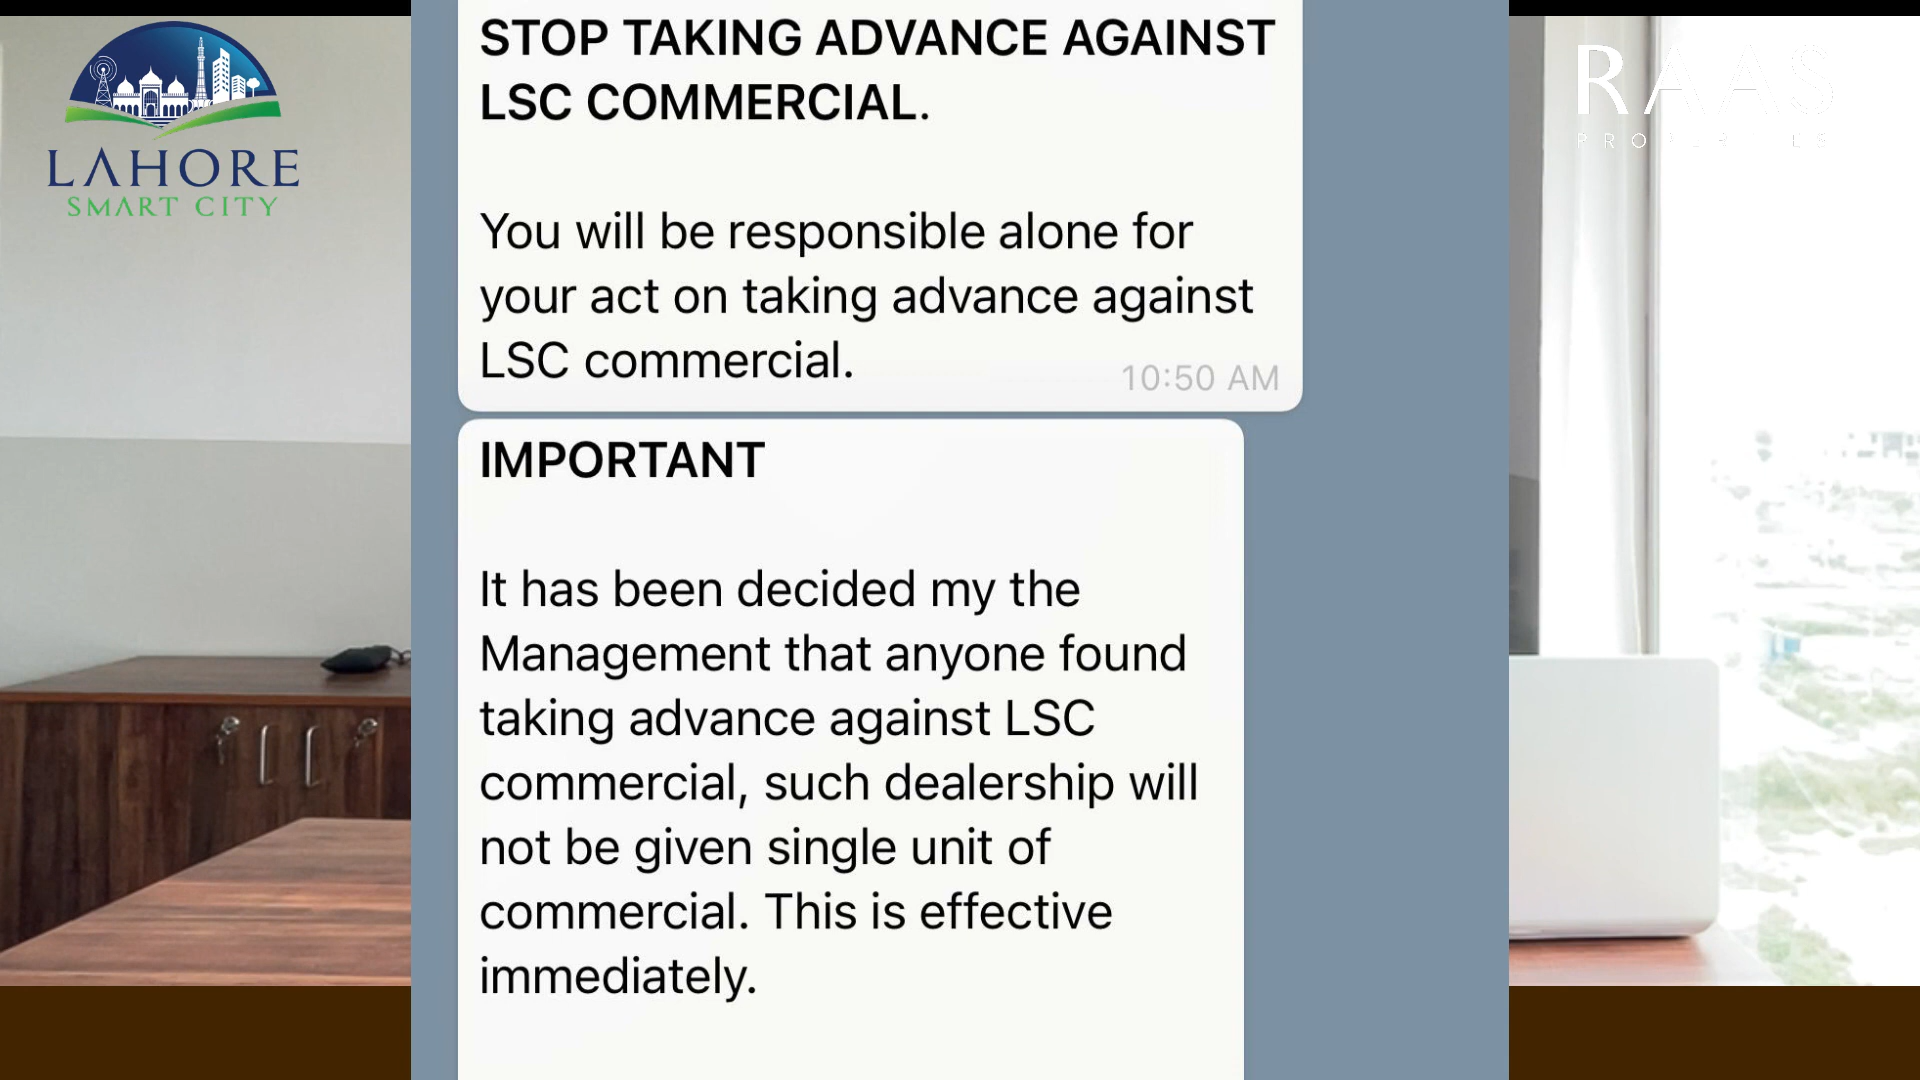 LAHORE
SMART CITY
RAAS
PROPERTIES
STOP TAKING ADVANCE AGAINST
LSC COMMERCIAL.
You will be responsible alone for
your act on taking advance against
LSC commercial.
10:50 AM
IMPORTANT
It has been decided my the
Management that anyone found
taking advance against LSC
commercial, such dealership will
not be given single unit of
commercial. This is effective
immediately.